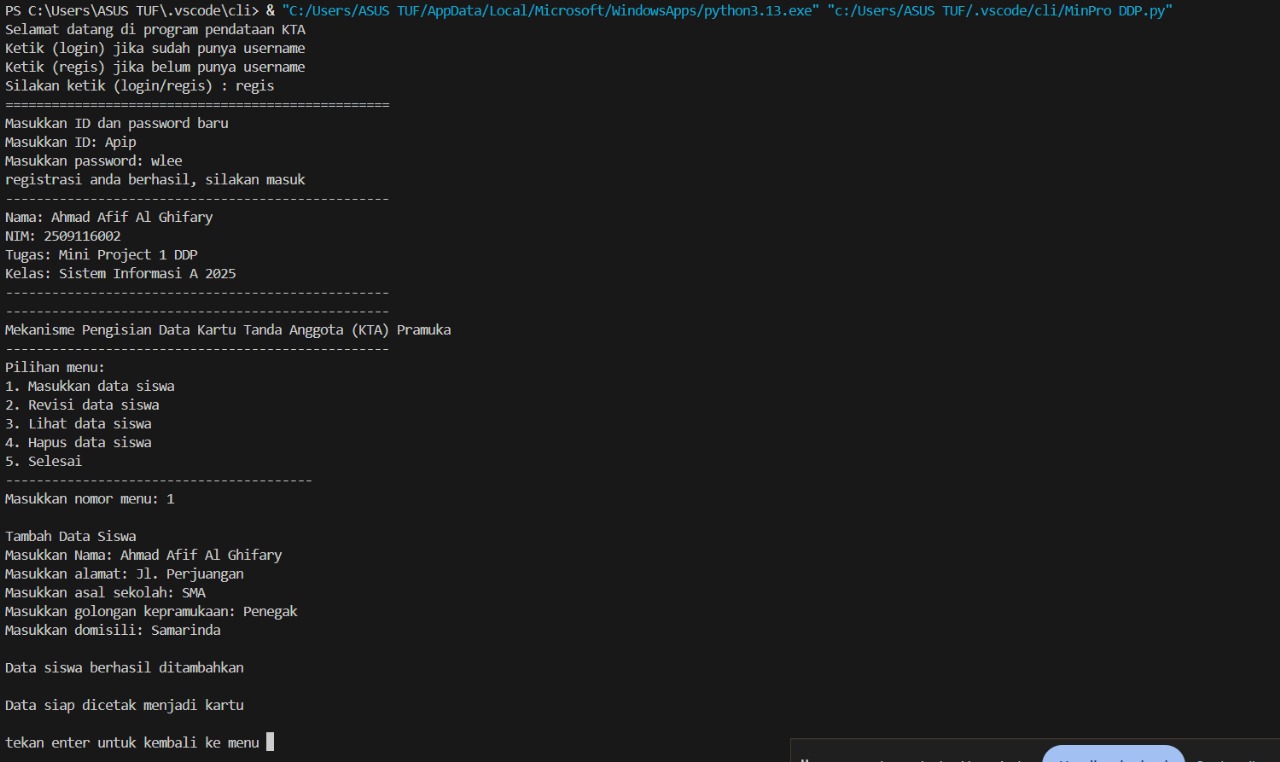 PS C:\Users\ASUS TUF\.vscode\cli> & "C:/Users/ASUS TUF/AppData/Local/Microsoft/WindowsApps/python3.13.exe" "c:/Users/ASUS TUF/.vscode/cli/MinPro DDP.py"
Selamat datang di program pendataan KTA
Ketik (login) jika sudah punya username
Ketik (regis) jika belum punya username
Silakan ketik (login/regis) : regis
==================================================
Masukkan ID dan password baru
Masukkan ID: Apip
Masukkan password: wlee
registrasi anda berhasil, silakan masuk
--------------------------------------------------
Nama: Ahmad Afif Al Ghifary
NIM: 2509116002
Tugas: Mini Project 1 DDP
Kelas: Sistem Informasi A 2025
--------------------------------------------------
--------------------------------------------------
Mekanisme Pengisian Data Kartu Tanda Anggota (KTA) Pramuka
--------------------------------------------------
Pilihan menu:
1. Masukkan data siswa
2. Revisi data siswa
3. Lihat data siswa
4. Hapus data siswa
5. Selesai
----------------------------------------
Masukkan nomor menu: 1
Tambah Data Siswa
Masukkan Nama: Ahmad Afif Al Ghifary
Masukkan alamat: Jl. Perjuangan
Masukkan asal sekolah: SMA
Masukkan golongan kepramukaan: Penegak
Masukkan domisili: Samarinda
Data siswa berhasil ditambahkan
Data siap dicetak menjadi kartu
tekan enter untuk kembali ke menu